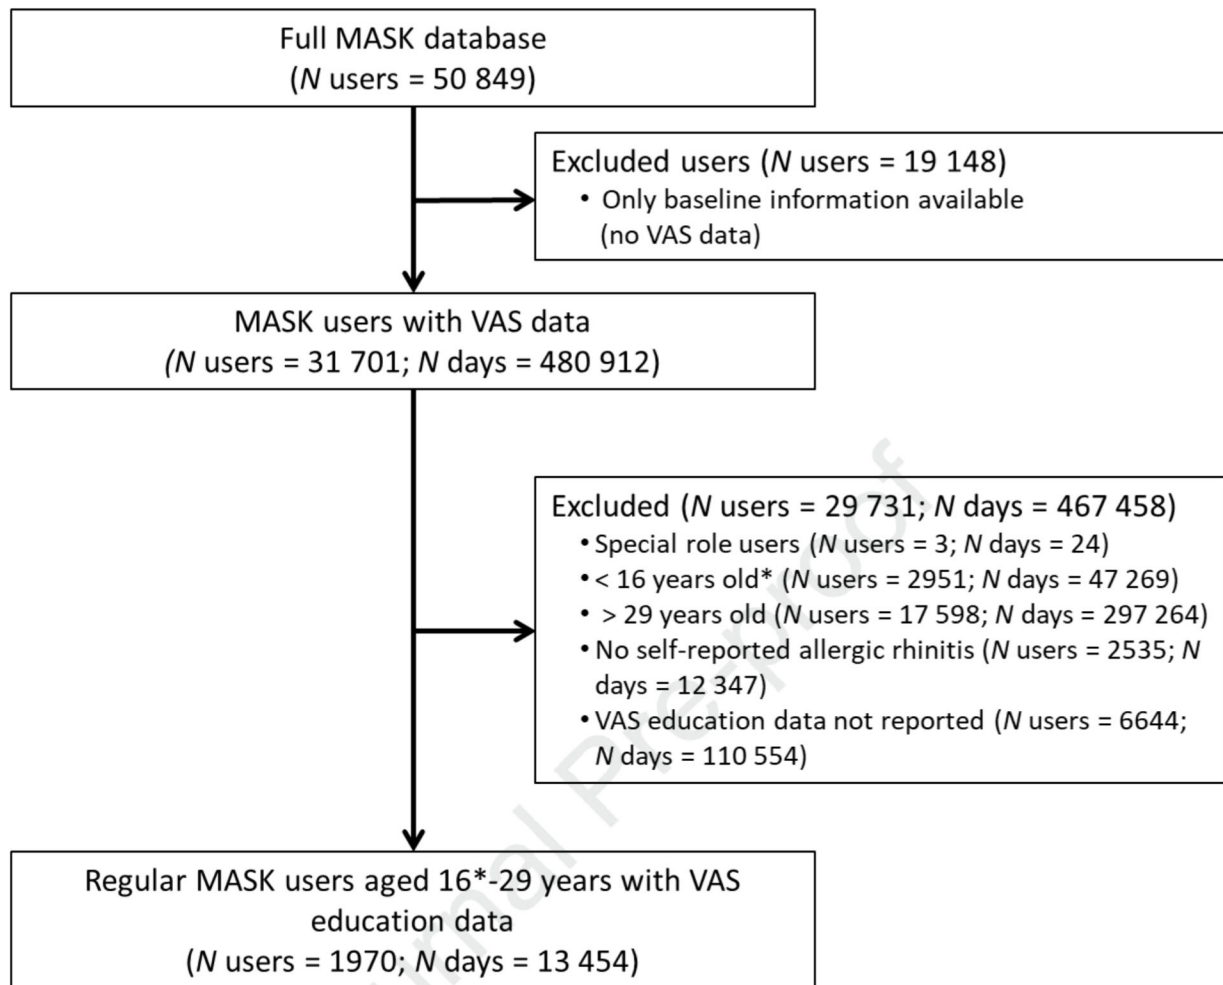 Full MASK database
(N users = 50 849)
Excluded users (N users = 19 148)
• Only baseline information available
(no VAS data)
MASK users with VAS data
(N users = 31 701; N days = 480 912)
Excluded (N users = 29 731; N days = 467 458)
• Special role users (N users = 3; N days = 24)
• < 16 years old* (N users = 2951; N days = 47 269)
• > 29 years old (N users = 17 598; N days = 297 264)
• No self-reported allergic rhinitis (N users = 2535; N
days = 12 347)
• VAS education data not reported (N users = 6644;
N days = 110 554)
Regular MASK users aged 16*-29 years with VAS
education data
(N users = 1970; N days = 13 454)
Pre-proof